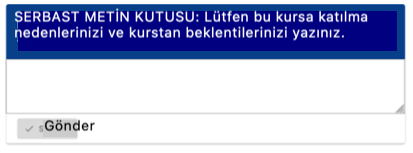 SERBAST METİN KUTUSU: Lütfen bu kursa katılma
nedenlerinizi ve kurstan beklentilerinizi yazınız.
Gönder